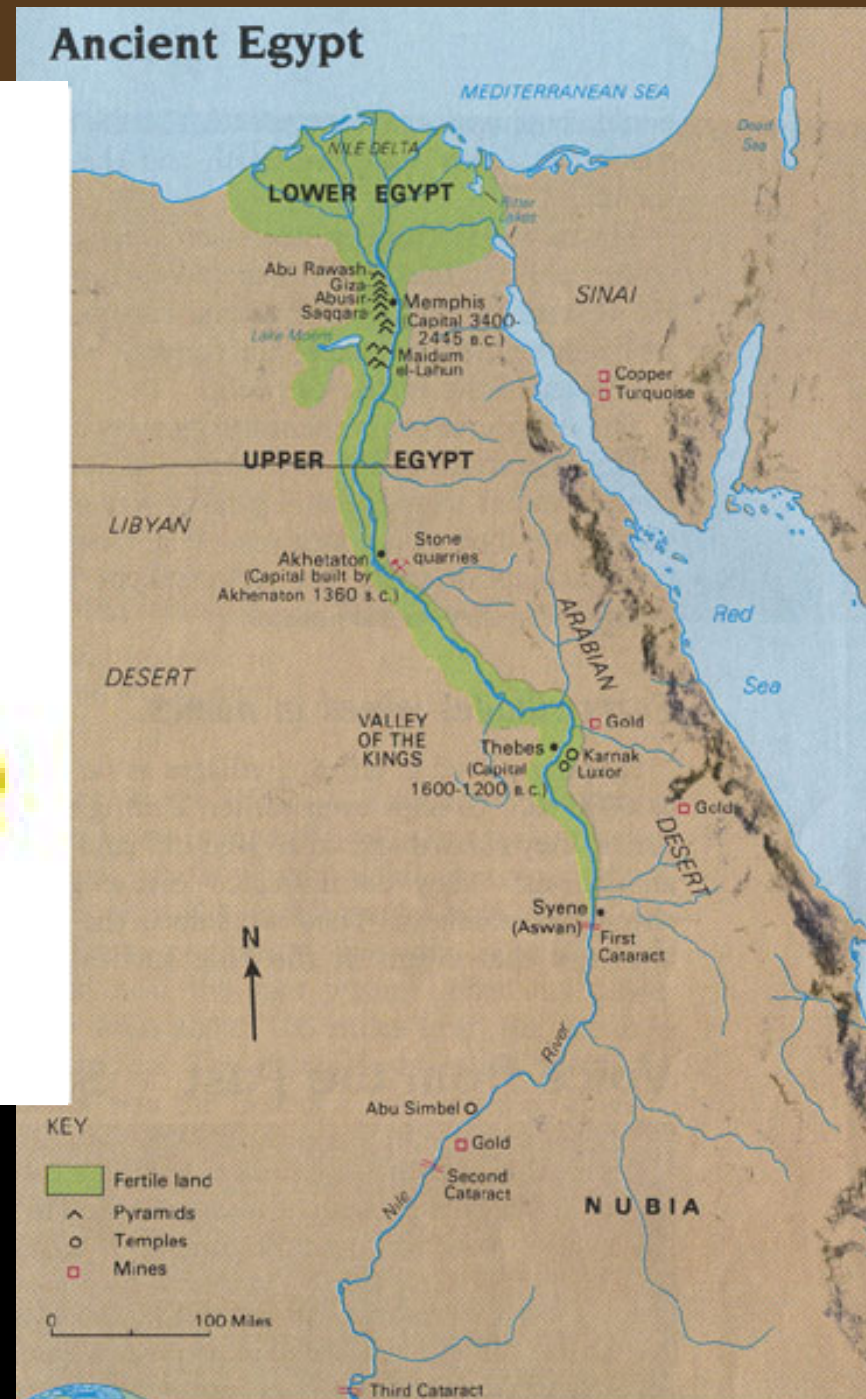 Ancient Egypt
MEDITERRANEAN SEA
Dead
Sea
NILE DELTA
LOWER EGYPT
Bitter
Lakes
Abu Rawash
Giza
Abusir
Saqqara
Memphis
(Capital 3400-
2445 B.C.)
SINAI
Lake Moeris
Maidum
el-Lahun
Copper
Turquoise
UPPER EGYPT
LIBYAN
Stone
quarries
Akhetaton
(Capital built by
Akhenaton 1360 B.C.)
ARABIAN
Red
Sea
DESERT
VALLEY
OF THE
KINGS
Gold
Thebes
(Capital
1600-1200 B.C.)
Karnak
Luxor
Gold
DESERT
Syene
(Aswan)
First
Cataract
N
River
Abu Simbel
Gold
Second
Cataract
Nile
NUBIA
KEY
Fertile land
Pyramids
Temples
Mines
0 100 Miles
Third Cataract